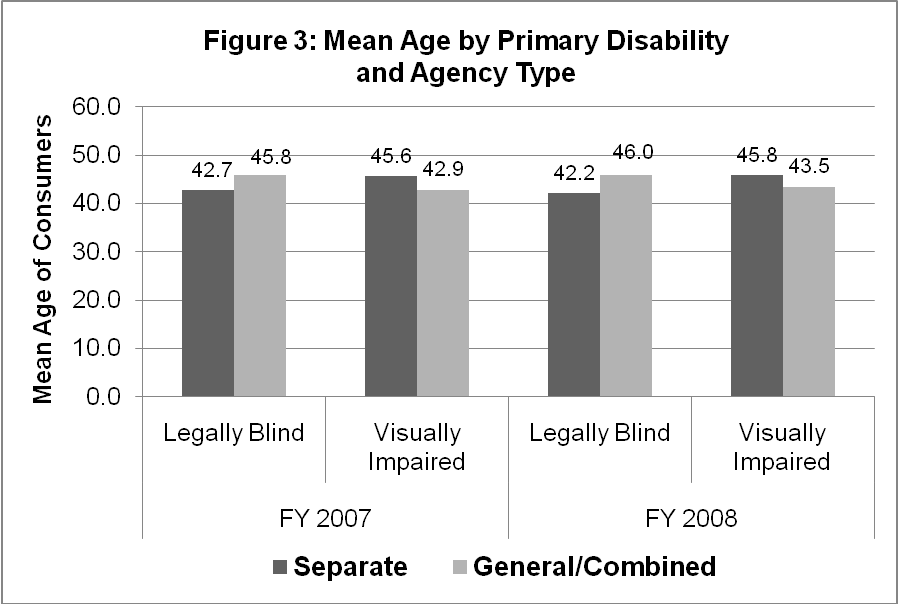 Figure 3: Mean Age by Primary Disability
and Agency Type
Mean Age of Consumers
60.0
50.0
40.0
30.0
20.0
10.0
0.0
42.7 45.8 45.6 42.9 42.2 46.0 45.8 43.5
Legally Blind Visually Impaired Legally Blind Visually Impaired
FY 2007 FY 2008
Separate General/Combined